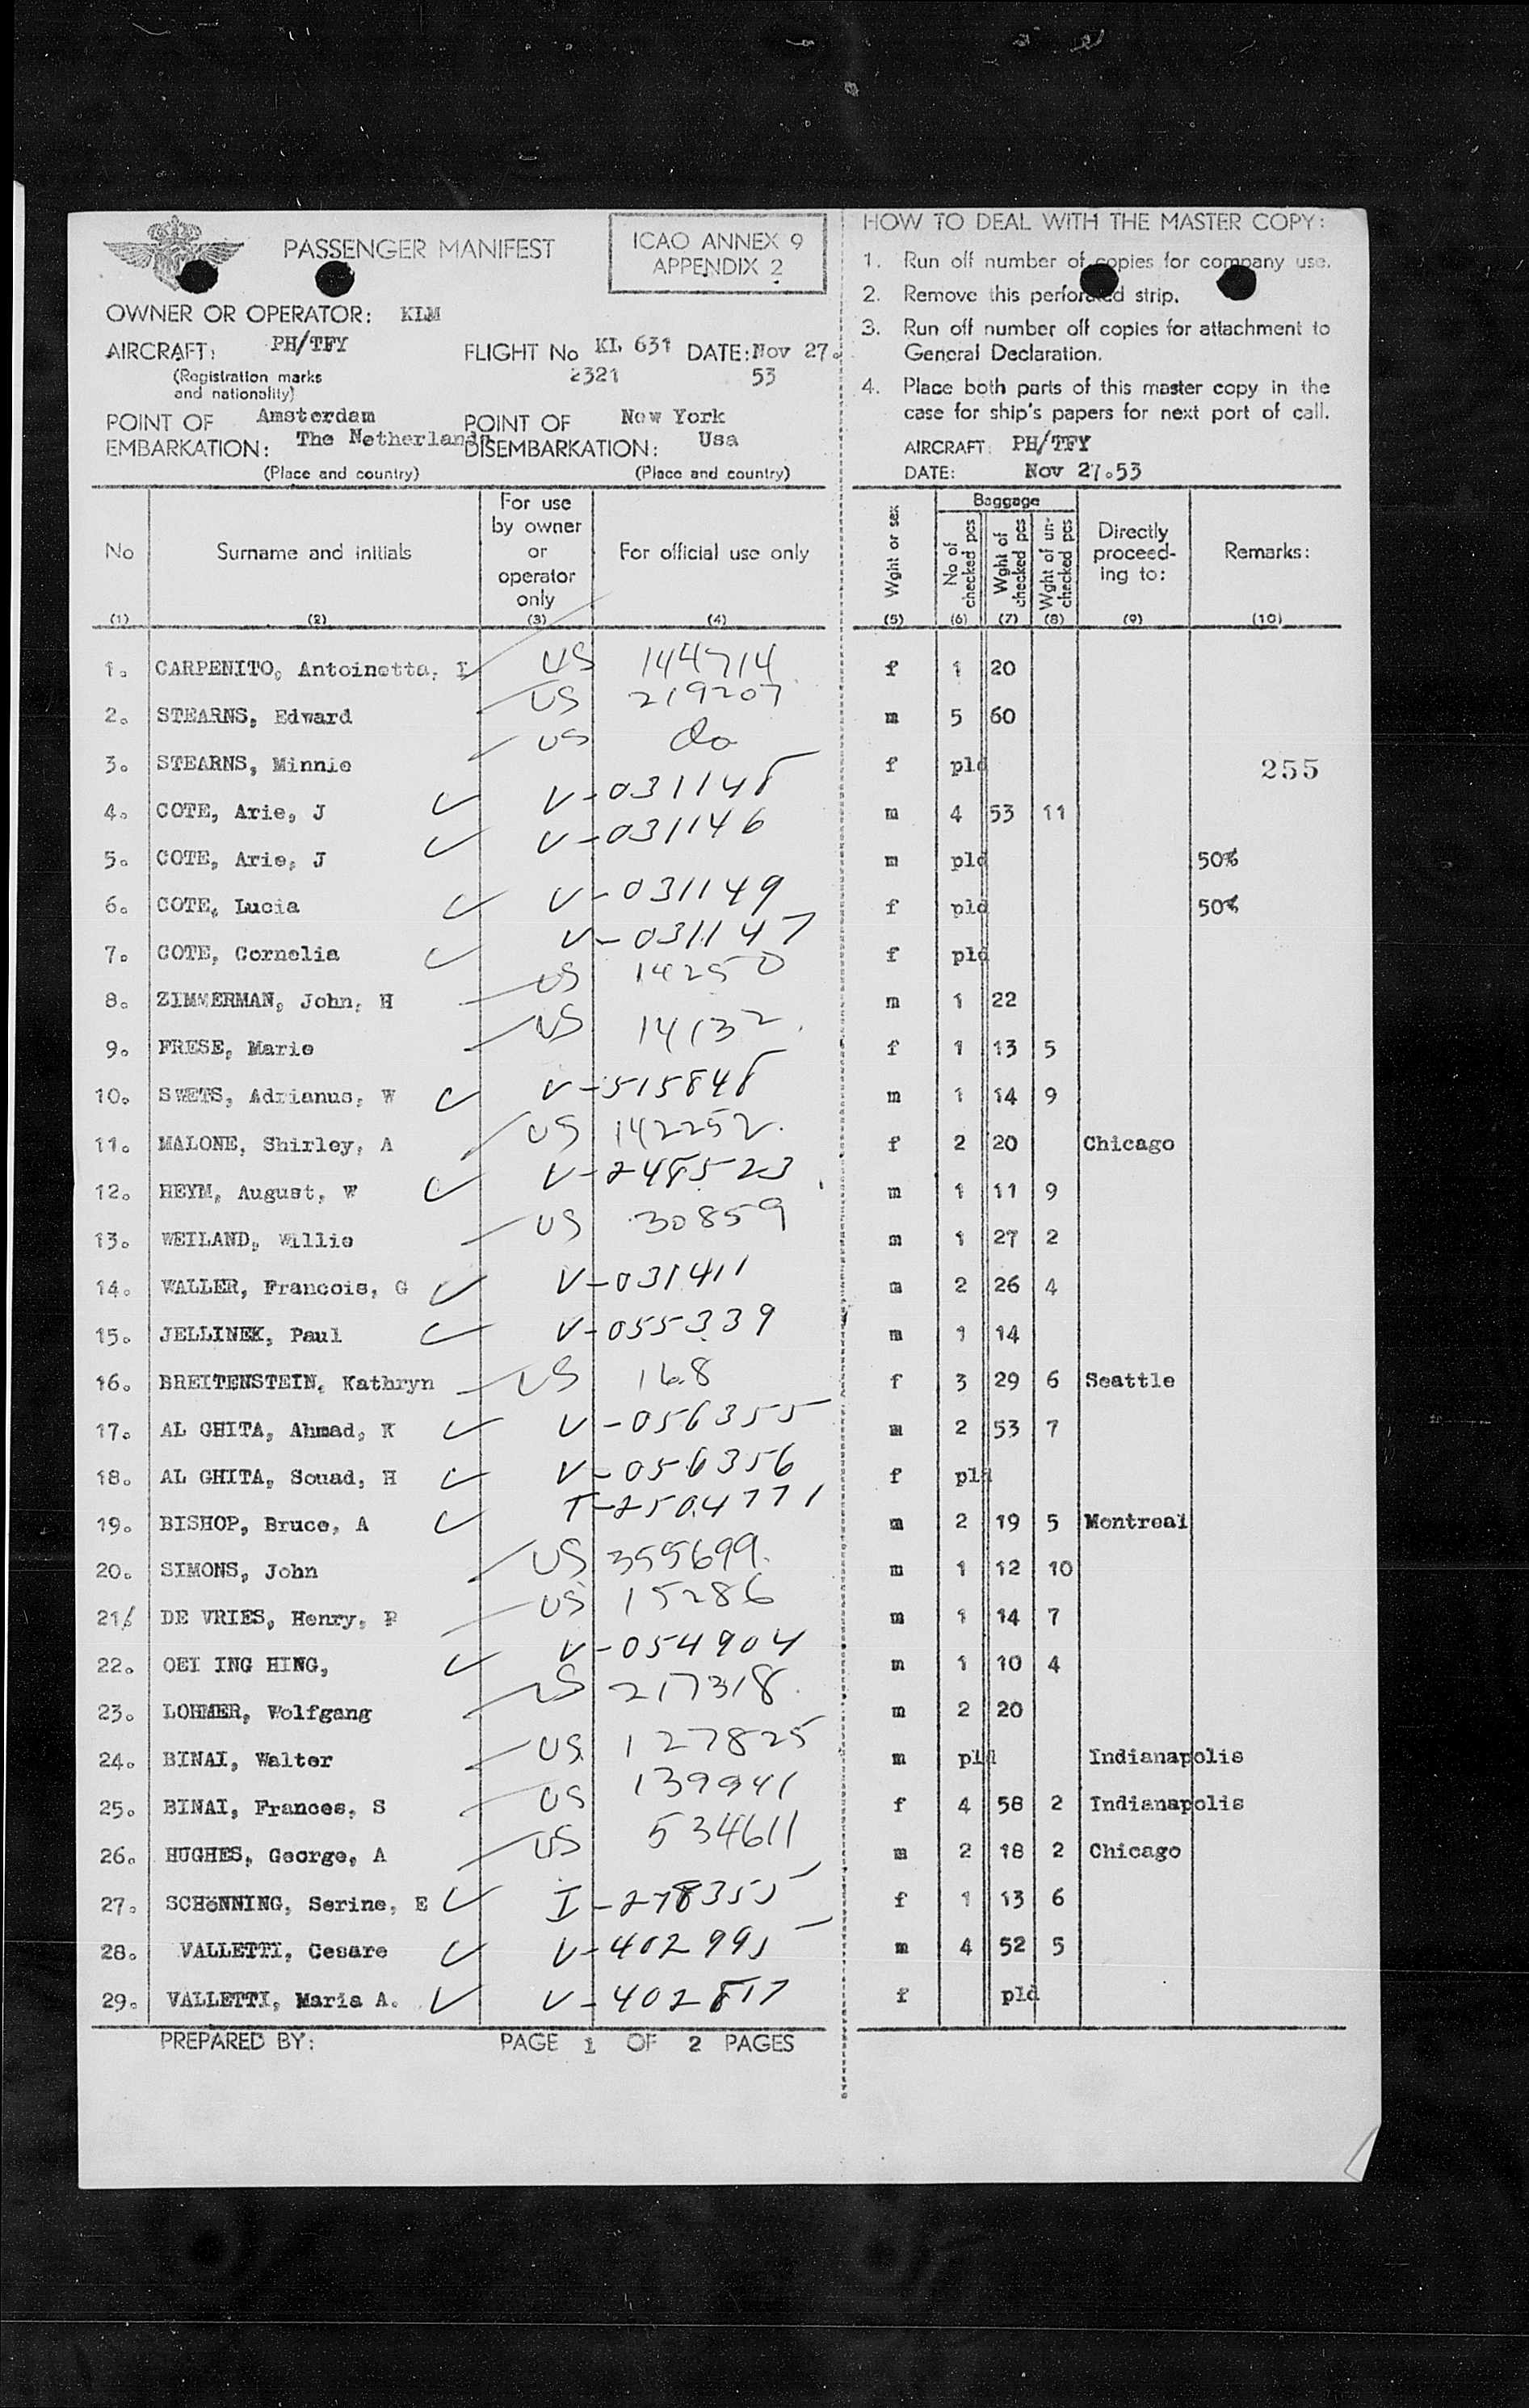 PASSENGER MANIFEST
ICAO ANNEX 9
APPENDIX 2
OWNER OR OPERATOR: KLM
AIRCRAFT: PH/TFY
(Registration marks
and nationality)
FLIGHT No KL 631 DATE: Nov 27.
2321 53
POINT OF Amsterdam
EMBARKATION: The Netherlands
(Place and country)
POINT OF New York
DISEMBARKATION: Usa
(Place and country)
HOW TO DEAL WITH THE MASTER COPY:
1. Run off number of copies for company use.
2. Remove this perforated strip.
3. Run off number off copies for attachment to
General Declaration.
4. Place both parts of this master copy in the
case for ship's papers for next port of call.
AIRCRAFT: PH/TFY
DATE: Nov 27.53
No
(1)
Surname and initials
(2)
For use
by owner
or
operator
only
(3)
For official use only
(4)
Wght or sex
(5)
Baggage
No of
checked pcs
(6)
Wght of
checked pcs
(7)
Wght of un-
checked pcs
(8)
Directly
proceed-
ing to:
(9)
Remarks:
(10)
1. CARPENITO, Antoinetta, I US 144714 f 1 20
2. STEARNS, Edward US 219207 m 5 60
3. STEARNS, Minnie US do f pld
255
4. COTE, Arie, J V-031148 m 4 53 11
5. COTE, Arie, J V-031146 m pld 50%
6. COTE, Lucia V-031149 f pld 50%
7. COTE, Cornelia V-031147 f pld
8. ZIMMERMAN, John, H US 14250 m 1 22
9. FRESE, Marie US 14132 f 1 13 5
10. SWETS, Adrianus, W V-515848 m 1 14 9
11. MALONE, Shirley, A US 142252 f 2 20 Chicago
12. HEYM, August, W V-248523 m 1 11 9
13. WEILAND, Willie US 30859 m 1 27 2
14. WALLER, Francois, G V-031411 m 2 26 4
15. JELLINEK, Paul V-055339 m 1 14
16. BREITENSTEIN, Kathryn US 168 f 3 29 6 Seattle
17. AL GHITA, Ahmad, K V-056355 m 2 53 7
18. AL GHITA, Souad, H V-056356 f pld
19. BISHOP, Bruce, A T-2504771 m 2 19 5 Montreal
20. SIMONS, John US 355699 m 1 12 10
21/ DE VRIES, Henry, P US 15286 m 1 14 7
22. OEI ING HING, V-054904 m 1 10 4
23. LOHMER, Wolfgang US 217318 m 2 20
24. BINAI, Walter US 127825 m pld Indianapolis
25. BINAI, Frances, S US 139941 f 4 58 2 Indianapolis
26. HUGHES, George, A US 534611 m 2 18 2 Chicago
27. SCHöNNING, Serine, E I-278355 f 1 13 6
28. VALLETTI, Cesare V-402995 m 4 52 5
29. VALLETTI, Maria A. V-402817 f pld
PREPARED BY: PAGE 1 OF 2 PAGES